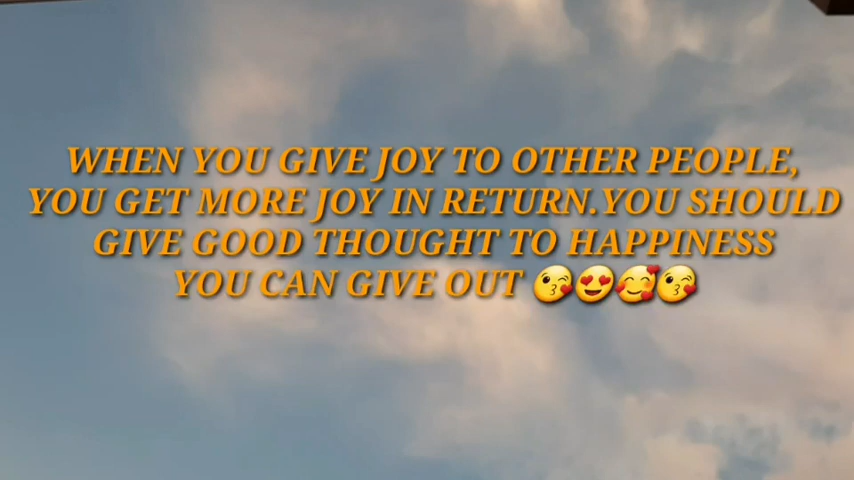 WHEN YOU GIVE JOY TO OTHER PEOPLE,
YOU GET MORE JOY IN RETURN.YOU SHOULD
GIVE GOOD THOUGHT TO HAPPINESS
YOU CAN GIVE OUT 😘😍🥰😘